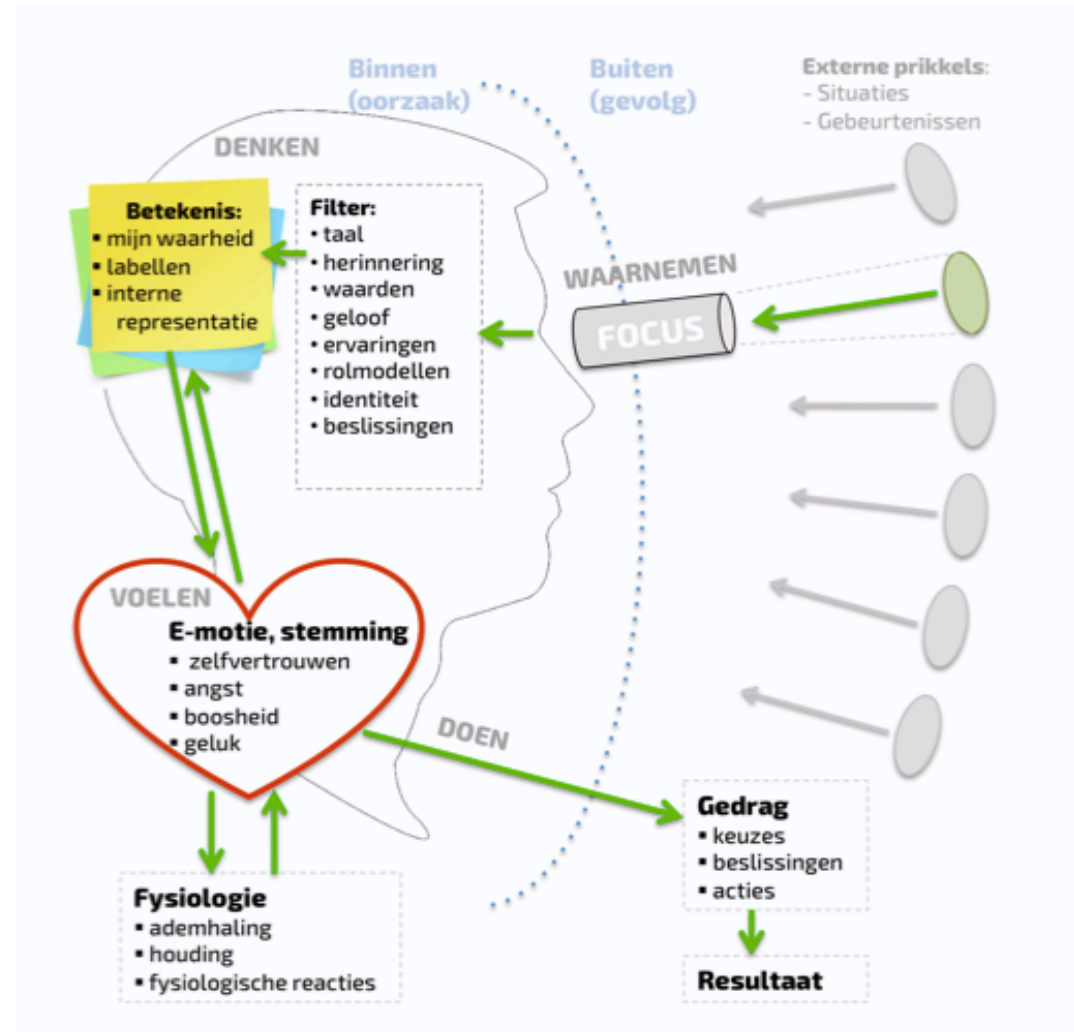 Binnen
(oorzaak)
Buiten
(gevolg)
Externe prikkels:
- Situaties
- Gebeurtenissen
DENKEN
Betekenis:
▪ mijn waarheid
▪ labellen
▪ interne
representatie
Filter:
• taal
• herinnering
• waarden
• geloof
• ervaringen
• rolmodellen
• identiteit
• beslissingen
WAARNEMEN
FOCUS
VOELEN
E-motie, stemming
▪ zelfvertrouwen
▪ angst
▪ boosheid
▪ geluk
DOEN
Gedrag
▪ keuzes
▪ beslissingen
▪ acties
Fysiologie
▪ ademhaling
▪ houding
▪ fysiologische reacties
Resultaat